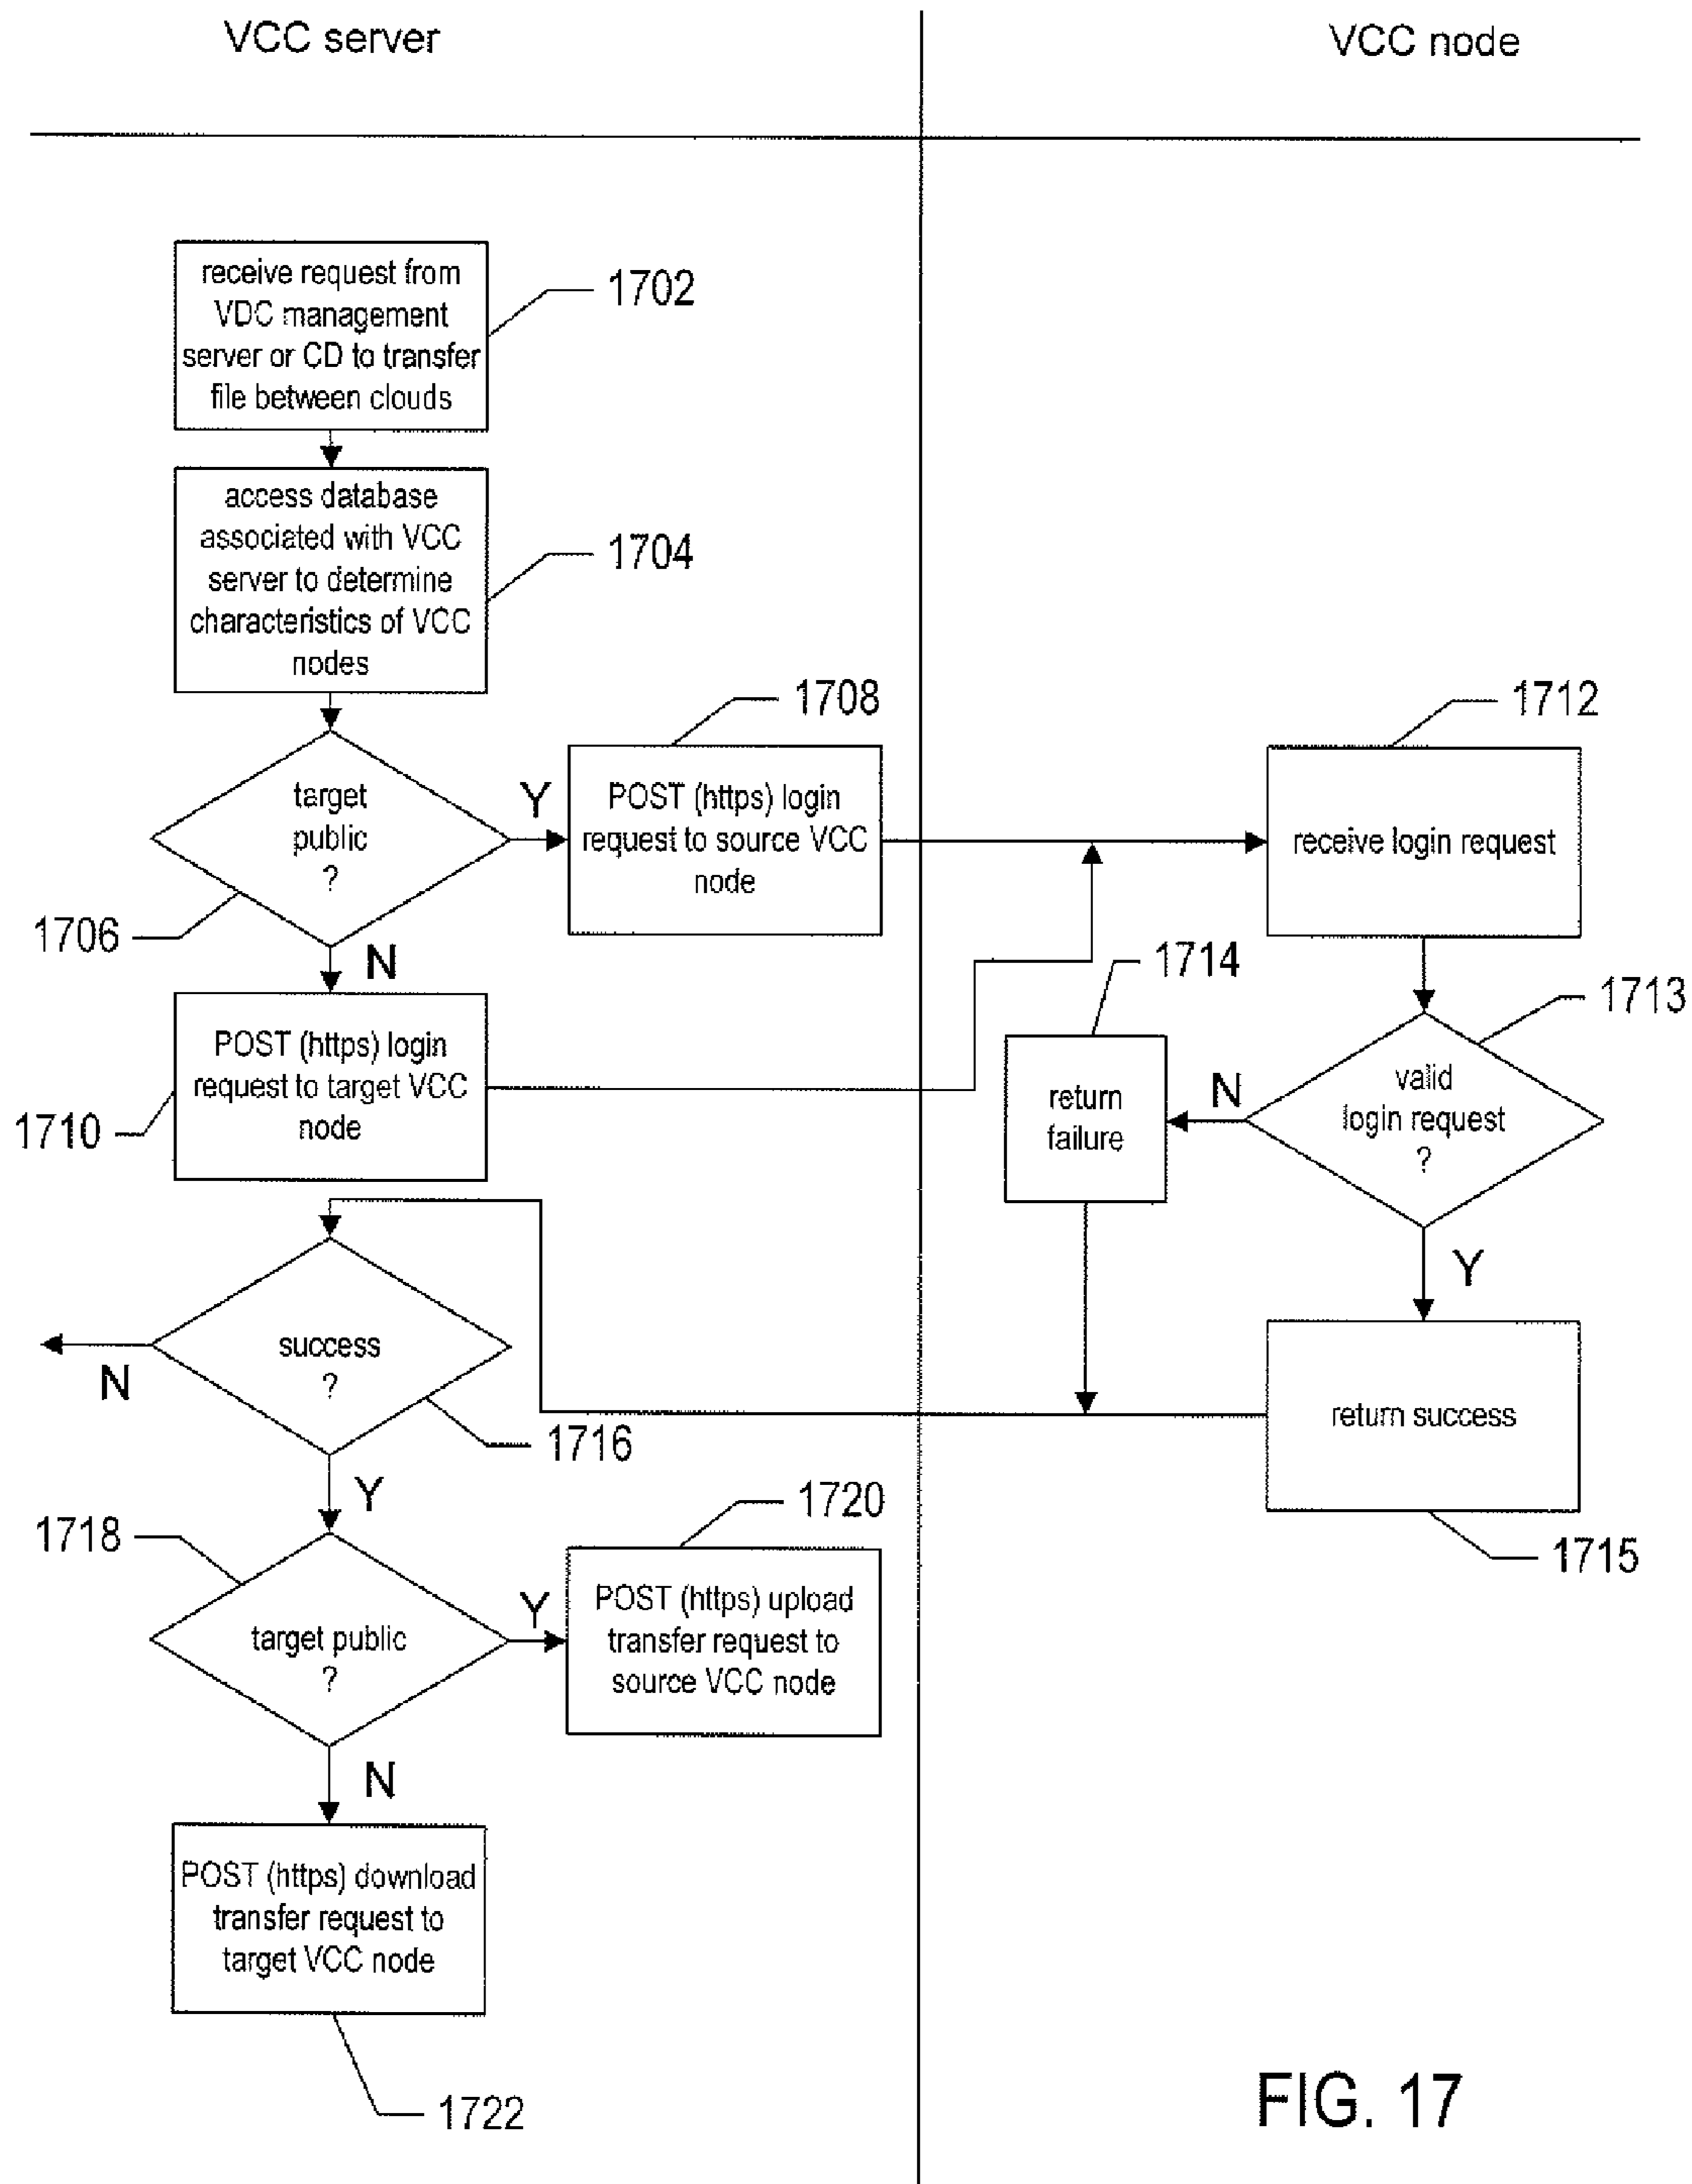 VCC server
VCC node
receive request from
VDC management
server or CD to transfer
file between clouds
1702
access database
associated with VCC
server to determine
characteristics of VCC
nodes
1704
target
public
?
1706
Y
N
1708
POST (https) login
request to source VCC
node
1712
receive login request
1710
POST (https) login
request to target VCC
node
1714
return
failure
1713
valid
login request
?
N
Y
success
?
N
1716
Y
return success
1715
1718
target public
?
Y
N
1720
POST (https) upload
transfer request to
source VCC node
POST (https) download
transfer request to
target VCC node
1722
FIG. 17